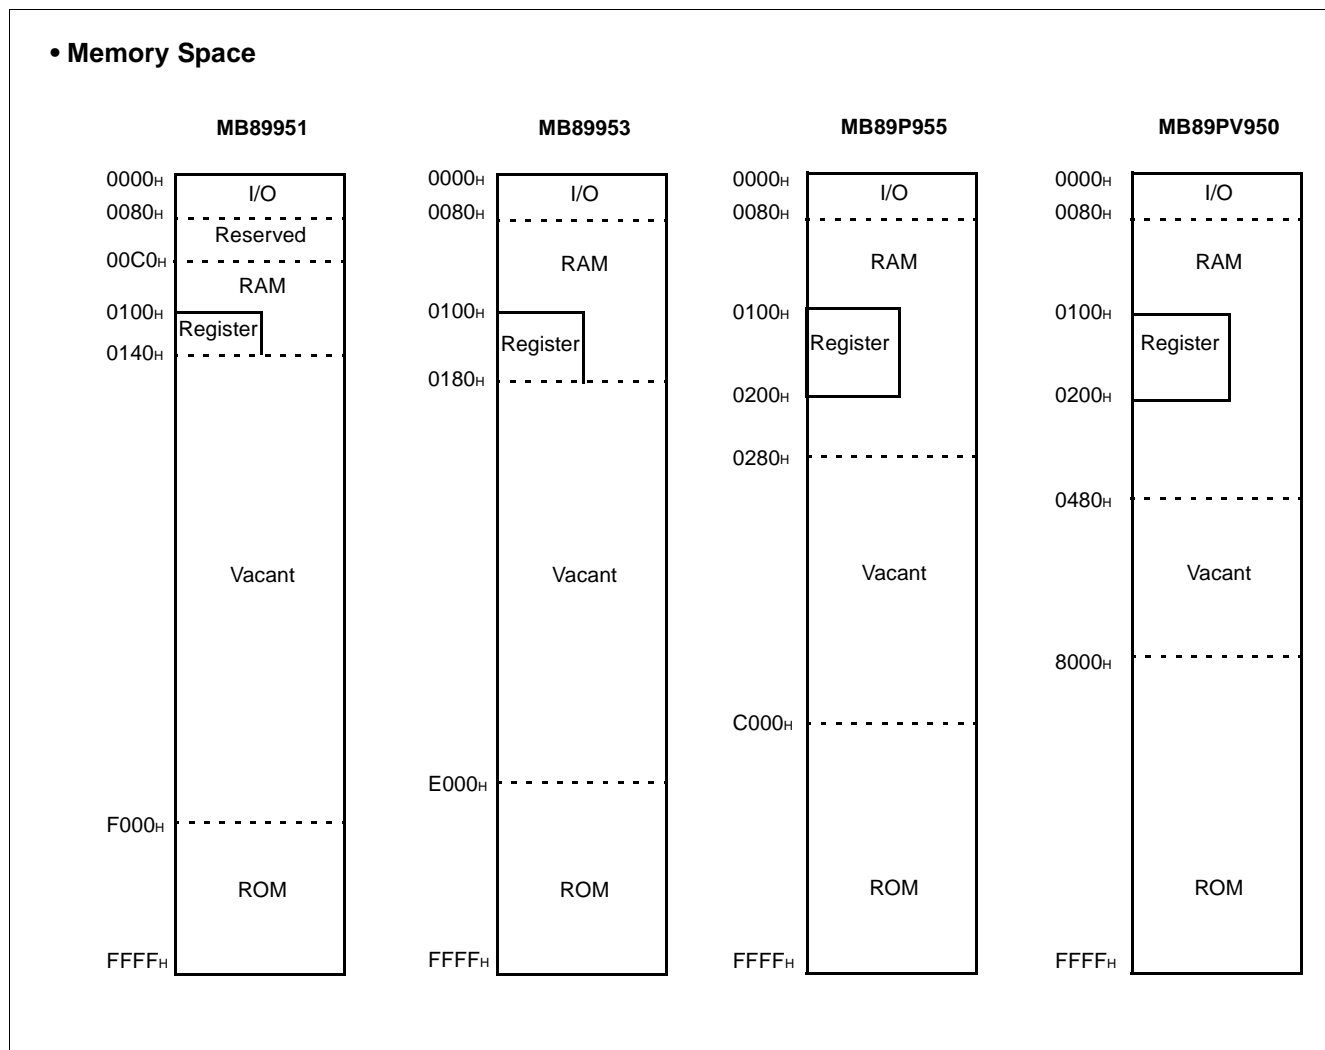 • Memory Space
MB89951
0000H
I/O
0080H
Reserved
00C0H
RAM
0100H
Register
0140H
Vacant
F000H
ROM
FFFFH
MB89953
0000H
I/O
0080H
RAM
0100H
Register
0180H
Vacant
E000H
ROM
FFFFH
MB89P955
0000H
I/O
0080H
RAM
0100H
Register
0200H
0280H
Vacant
C000H
ROM
FFFFH
MB89PV950
0000H
I/O
0080H
RAM
0100H
Register
0200H
0480H
Vacant
8000H
ROM
FFFFH